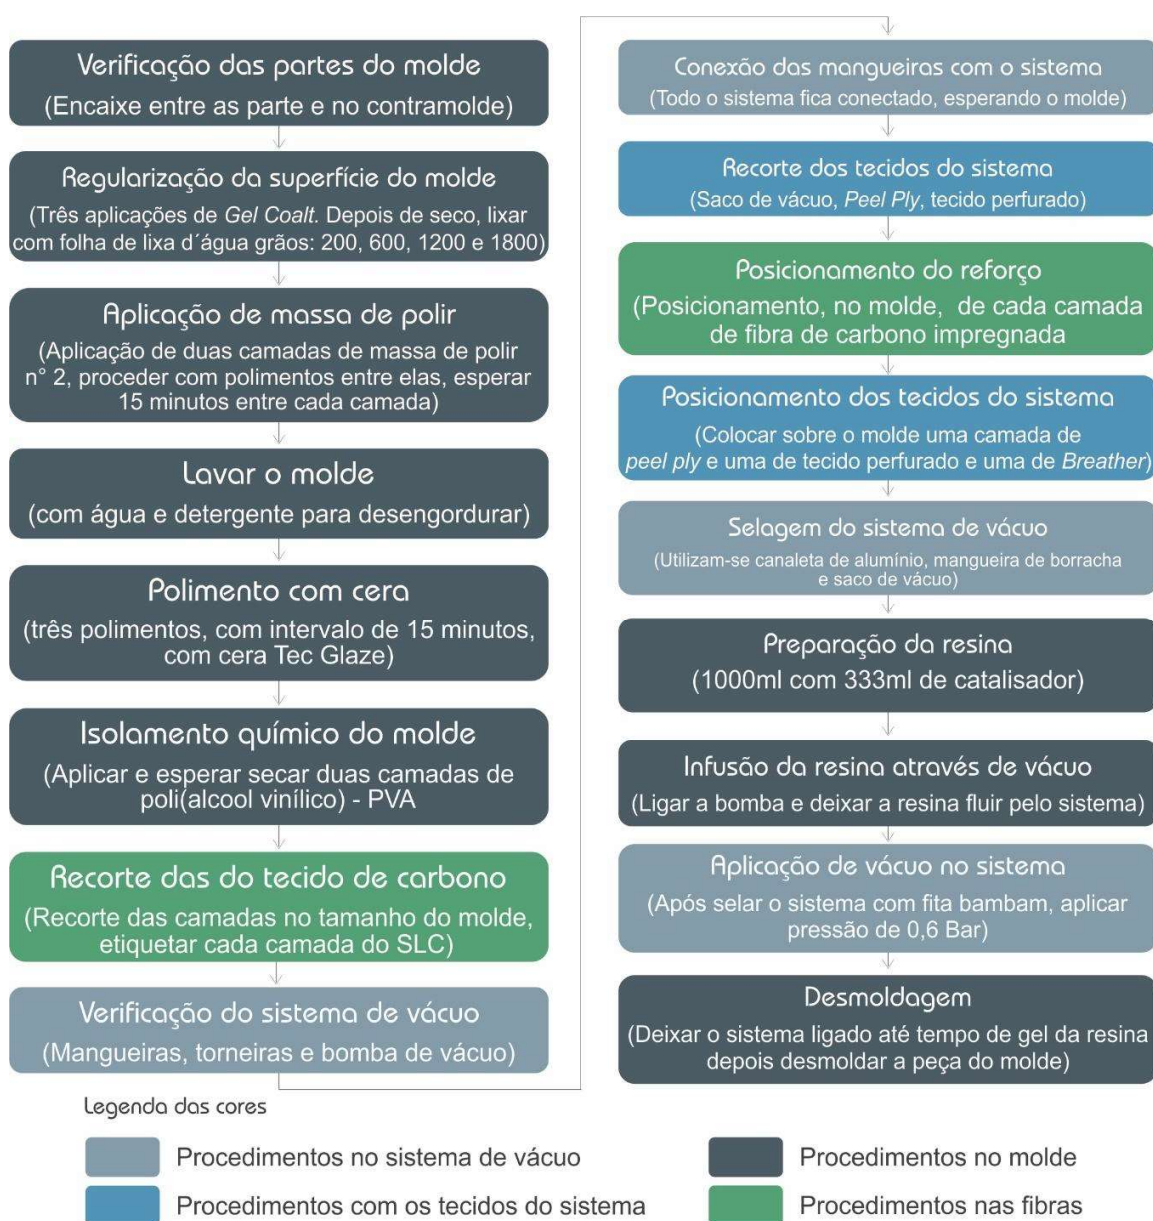 Verificação das partes do molde
(Encaixe entre as parte e no contramolde)
Regularização da superfície do molde
(Três aplicações de Gel Coalt. Depois de seco, lixar
com folha de lixa d´água grãos: 200, 600, 1200 e 1800)
Aplicação de massa de polir
(Aplicação de duas camadas de massa de polir
n° 2, proceder com polimentos entre elas, esperar
15 minutos entre cada camada)
Lavar o molde
(com água e detergente para desengordurar)
Polimento com cera
(três polimentos, com intervalo de 15 minutos,
com cera Tec Glaze)
Isolamento químico do molde
(Aplicar e esperar secar duas camadas de
poli(alcool vinílico) - PVA
Recorte das do tecido de carbono
(Recorte das camadas no tamanho do molde,
etiquetar cada camada do SLC)
Verificação do sistema de vácuo
(Mangueiras, torneiras e bomba de vácuo)
Conexão das mangueiras com o sistema
(Todo o sistema fica conectado, esperando o molde)
Recorte dos tecidos do sistema
(Saco de vácuo, Peel Ply, tecido perfurado)
Posicionamento do reforço
(Posicionamento, no molde, de cada camada
de fibra de carbono impregnada
Posicionamento dos tecidos do sistema
(Colocar sobre o molde uma camada de
peel ply e uma de tecido perfurado e uma de Breather)
Selagem do sistema de vácuo
(Utilizam-se canaleta de alumínio, mangueira de borracha
e saco de vácuo)
Preparação da resina
(1000ml com 333ml de catalisador)
Infusão da resina através de vácuo
(Ligar a bomba e deixar a resina fluir pelo sistema)
Aplicação de vácuo no sistema
(Após selar o sistema com fita bambam, aplicar
pressão de 0,6 Bar)
Desmoldagem
(Deixar o sistema ligado até tempo de gel da resina
depois desmoldar a peça do molde)
Legenda das cores
Procedimentos no sistema de vácuo
Procedimentos no molde
Procedimentos com os tecidos do sistema
Procedimentos nas fibras